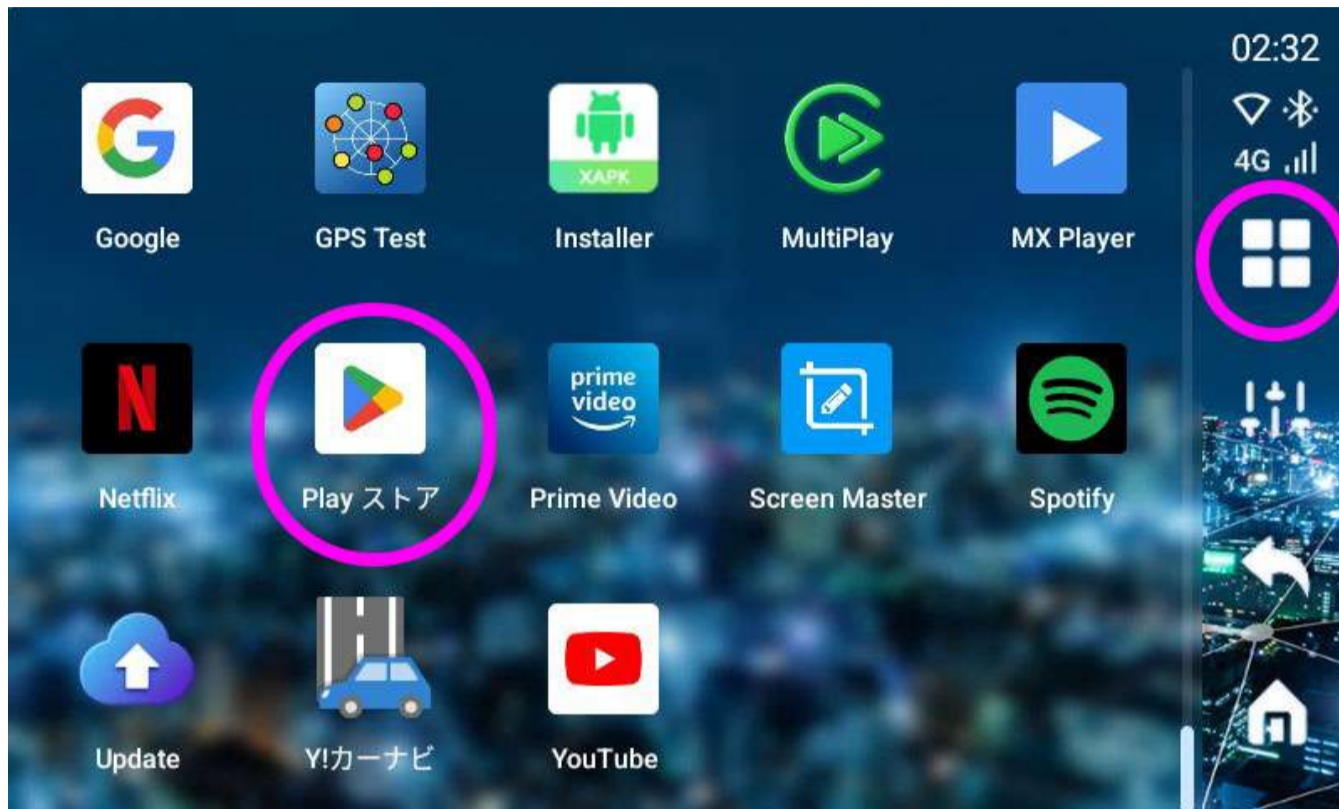 02:32
4G
XAPK
Google
GPS Test
Installer
MultiPlay
MX Player
prime
video
Netflix
Play ストア
Prime Video
Screen Master
Spotify
Update
Y!カーナビ
YouTube